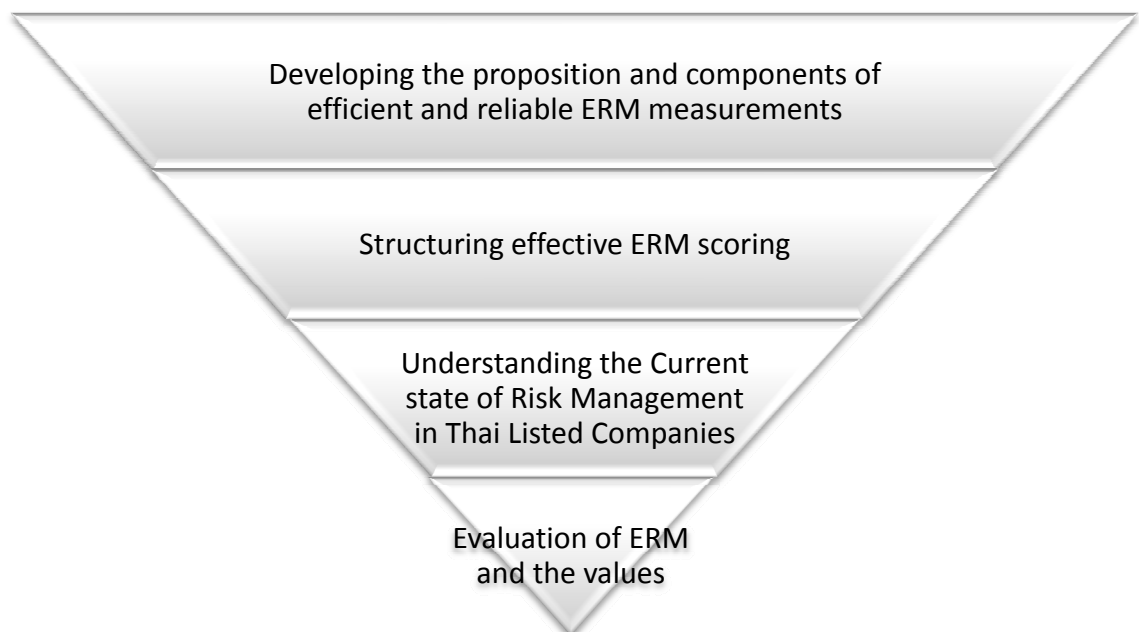 Developing the proposition and components of
efficient and reliable ERM measurements
Structuring effective ERM scoring
Understanding the Current
state of Risk Management
in Thai Listed Companies
Evaluation of ERM
and the values